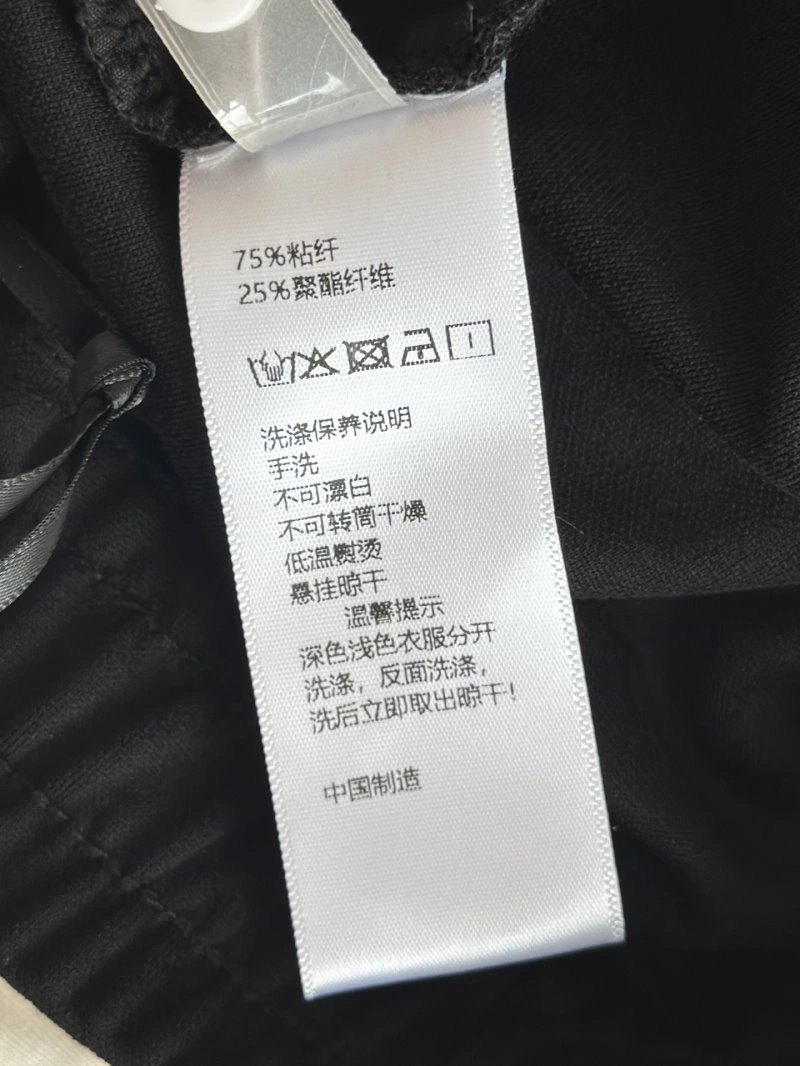 75%粘纤
25%聚酯纤维
洗涤保养说明
手洗
不可漂白
不可转筒干燥
低温熨烫
悬挂晾干
温馨提示
深色浅色衣服分开
洗涤，反面洗涤，
洗后立即取出晾干！
中国制造